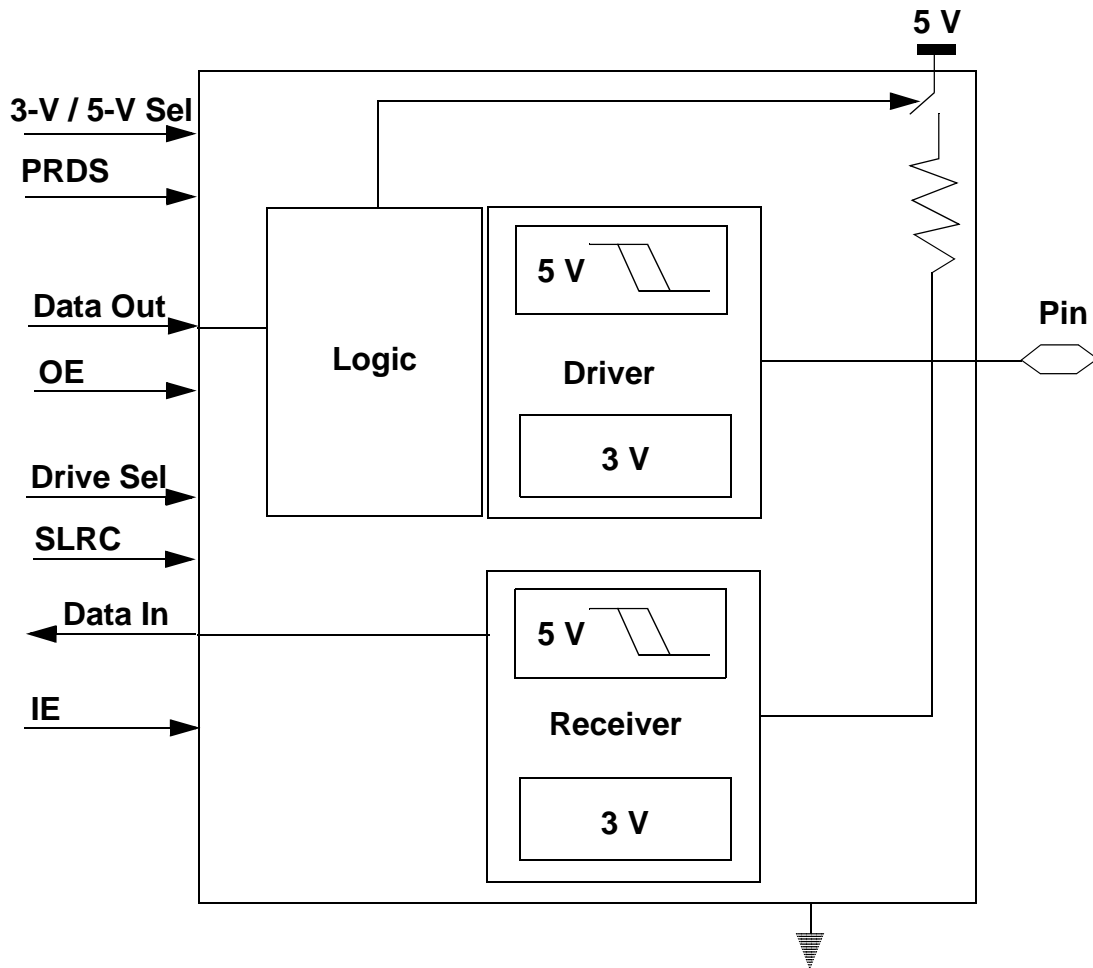 5 V
3-V / 5-V Sel
PRDS
5 V
Data Out
Pin
Logic
Driver
OE
3 V
Drive Sel
SLRC
Data In
5 V
IE
Receiver
3 V